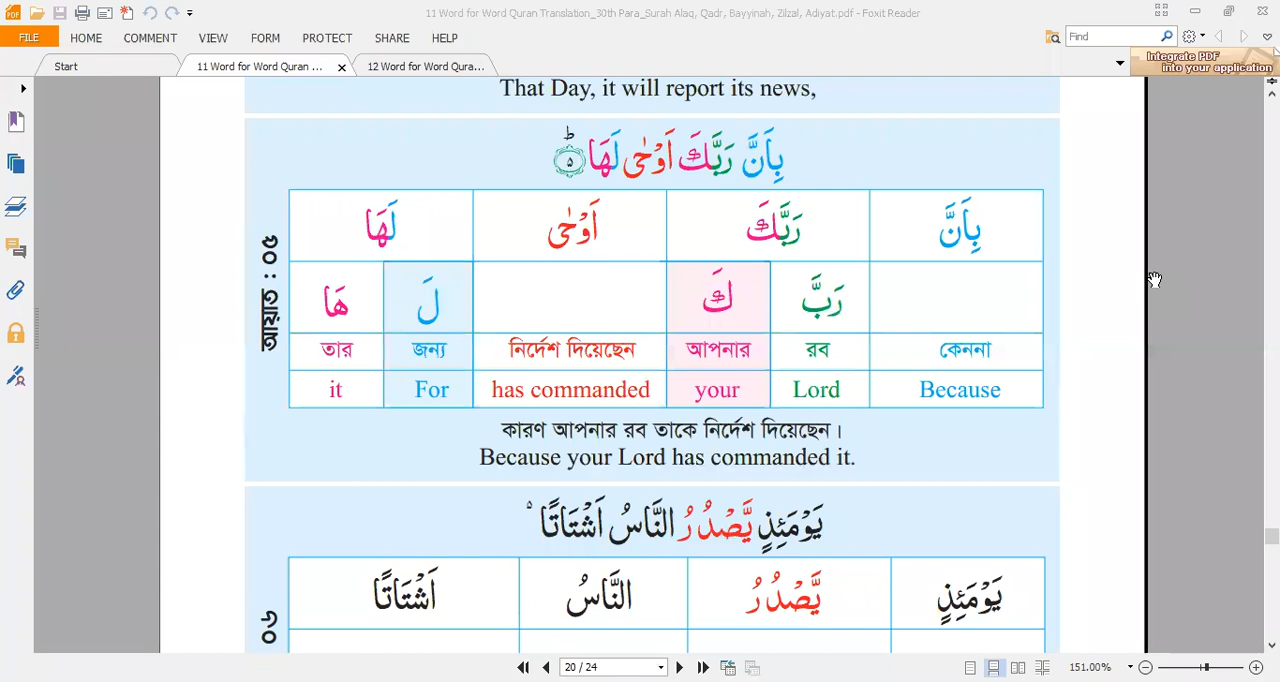 11 Word for Word Quran Translation_30th Para_Surah Alaq, Qadr, Bayyinah, Zilzal, Adiyat.pdf - Foxit Reader
FILE HOME COMMENT VIEW FORM PROTECT SHARE HELP
Find
Integrate PDF
into your application
Start
11 Word for Word Quran ...
12 Word for Word Qura...
That Day, it will report its news,
بِاَنَّ رَبَّكَ اَوْحٰى لَهَا ؕ ۵
আয়াত : ০৫
بِاَنَّ رَبَّكَ اَوْحٰى لَهَا
رَبَّ كَ لَ هَا
তার জন্য নির্দেশ দিয়েছেন আপনার রব কেননা
it For has commanded your Lord Because
কারণ আপনার রব তাকে নির্দেশ দিয়েছেন।
Because your Lord has commanded it.
يَوْمَئِذٍ يَّصْدُرُ النَّاسُ اَشْتَاتًا ۙ
০৬
يَوْمَئِذٍ يَّصْدُرُ النَّاسُ اَشْتَاتًا
20 / 24
151.00%